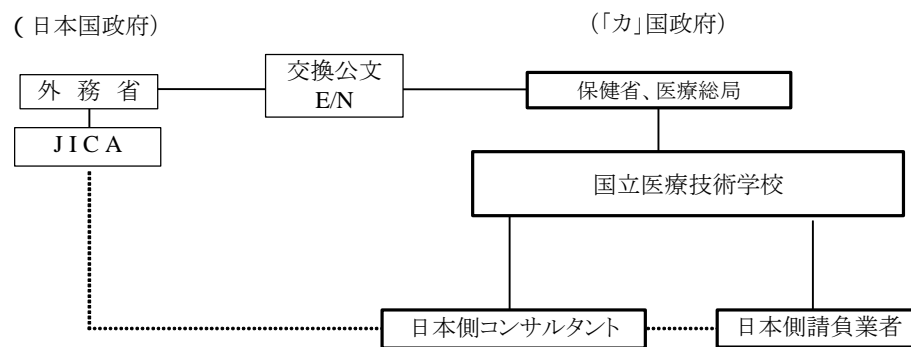 (日本国政府)
(「カ」国政府)
交換公文
E/N
外 務 省
保健省、医療総局
JICA
国立医療技術学校
日本側コンサルタント
日本側請負業者